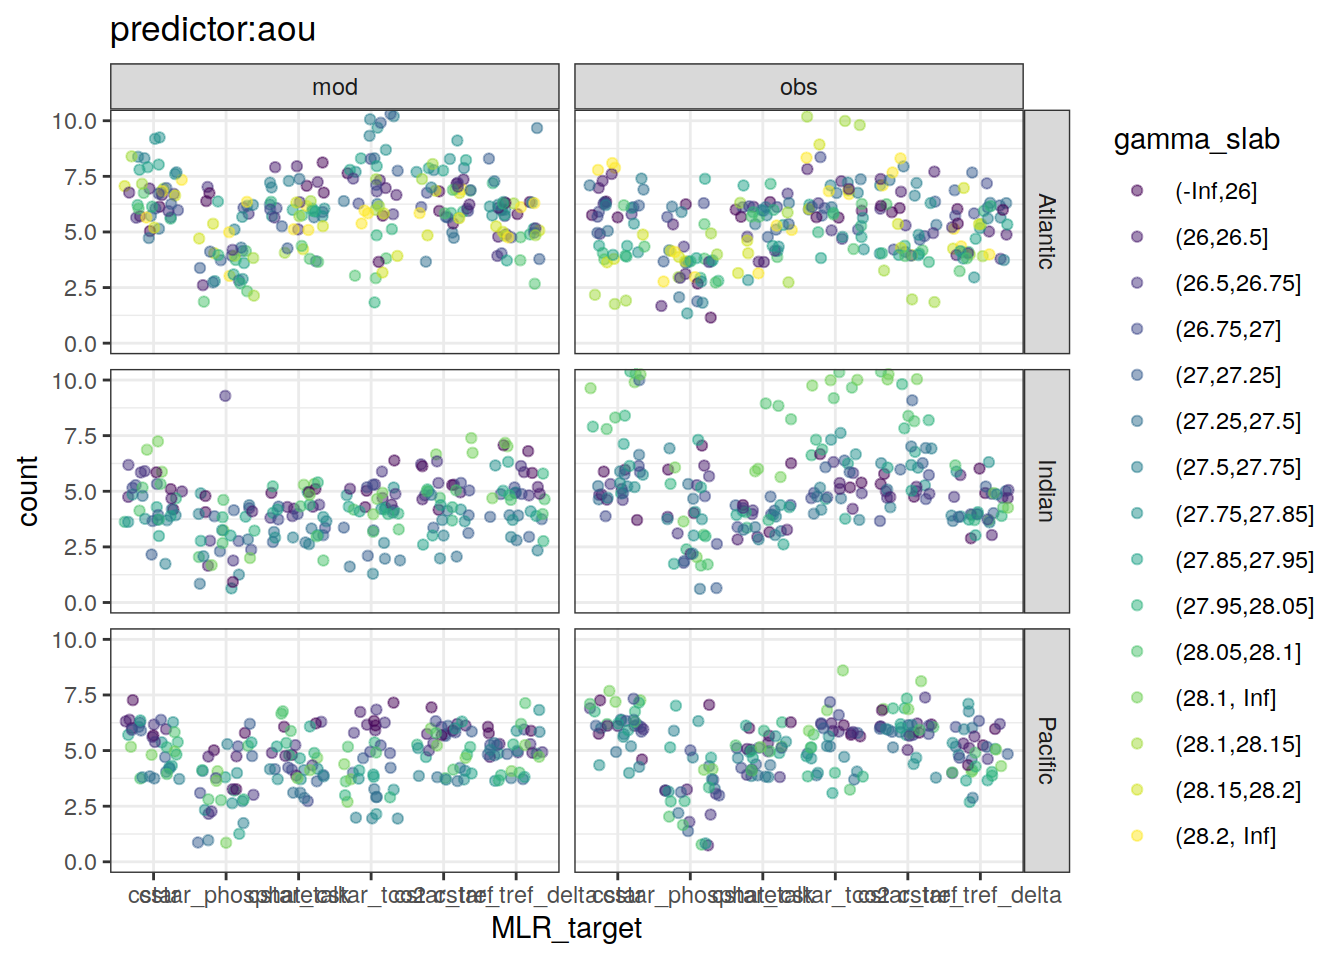 predictor:aou
mod
obs
gamma_slab
10.0
7.5
5.0
2.5
0.0
Atlantic
10.0
7.5
5.0
2.5
0.0
Indian
10.0
7.5
5.0
2.5
0.0
Pacific
count
MLR_target
(-Inf,26]
(26,26.5]
(26.5,26.75]
(26.75,27]
(27,27.25]
(27.25,27.5]
(27.5,27.75]
(27.75,27.85]
(27.85,27.95]
(27.95,28.05]
(28.05,28.1]
(28.1, Inf]
(28.1,28.15]
(28.15,28.2]
(28.2, Inf]